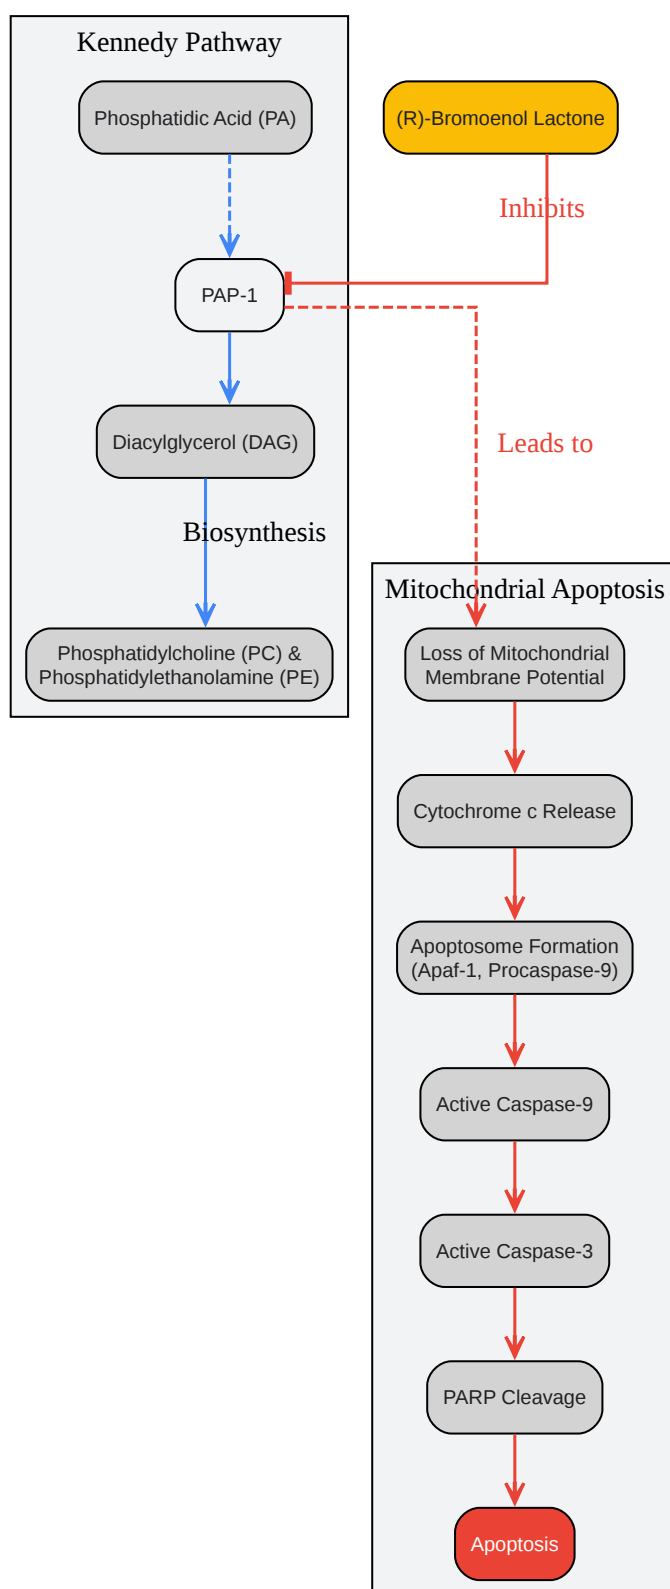 Kennedy Pathway
Phosphatidic Acid (PA)
(R)-Bromoenol Lactone
Inhibits
PAP-1
Diacylglycerol (DAG)
Leads to
Biosynthesis
Phosphatidylcholine (PC) &
Phosphatidylethanolamine (PE)
Mitochondrial Apoptosis
Loss of Mitochondrial
Membrane Potential
Cytochrome c Release
Apoptosome Formation
(Apaf-1, Procaspase-9)
Active Caspase-9
Active Caspase-3
PARP Cleavage
Apoptosis